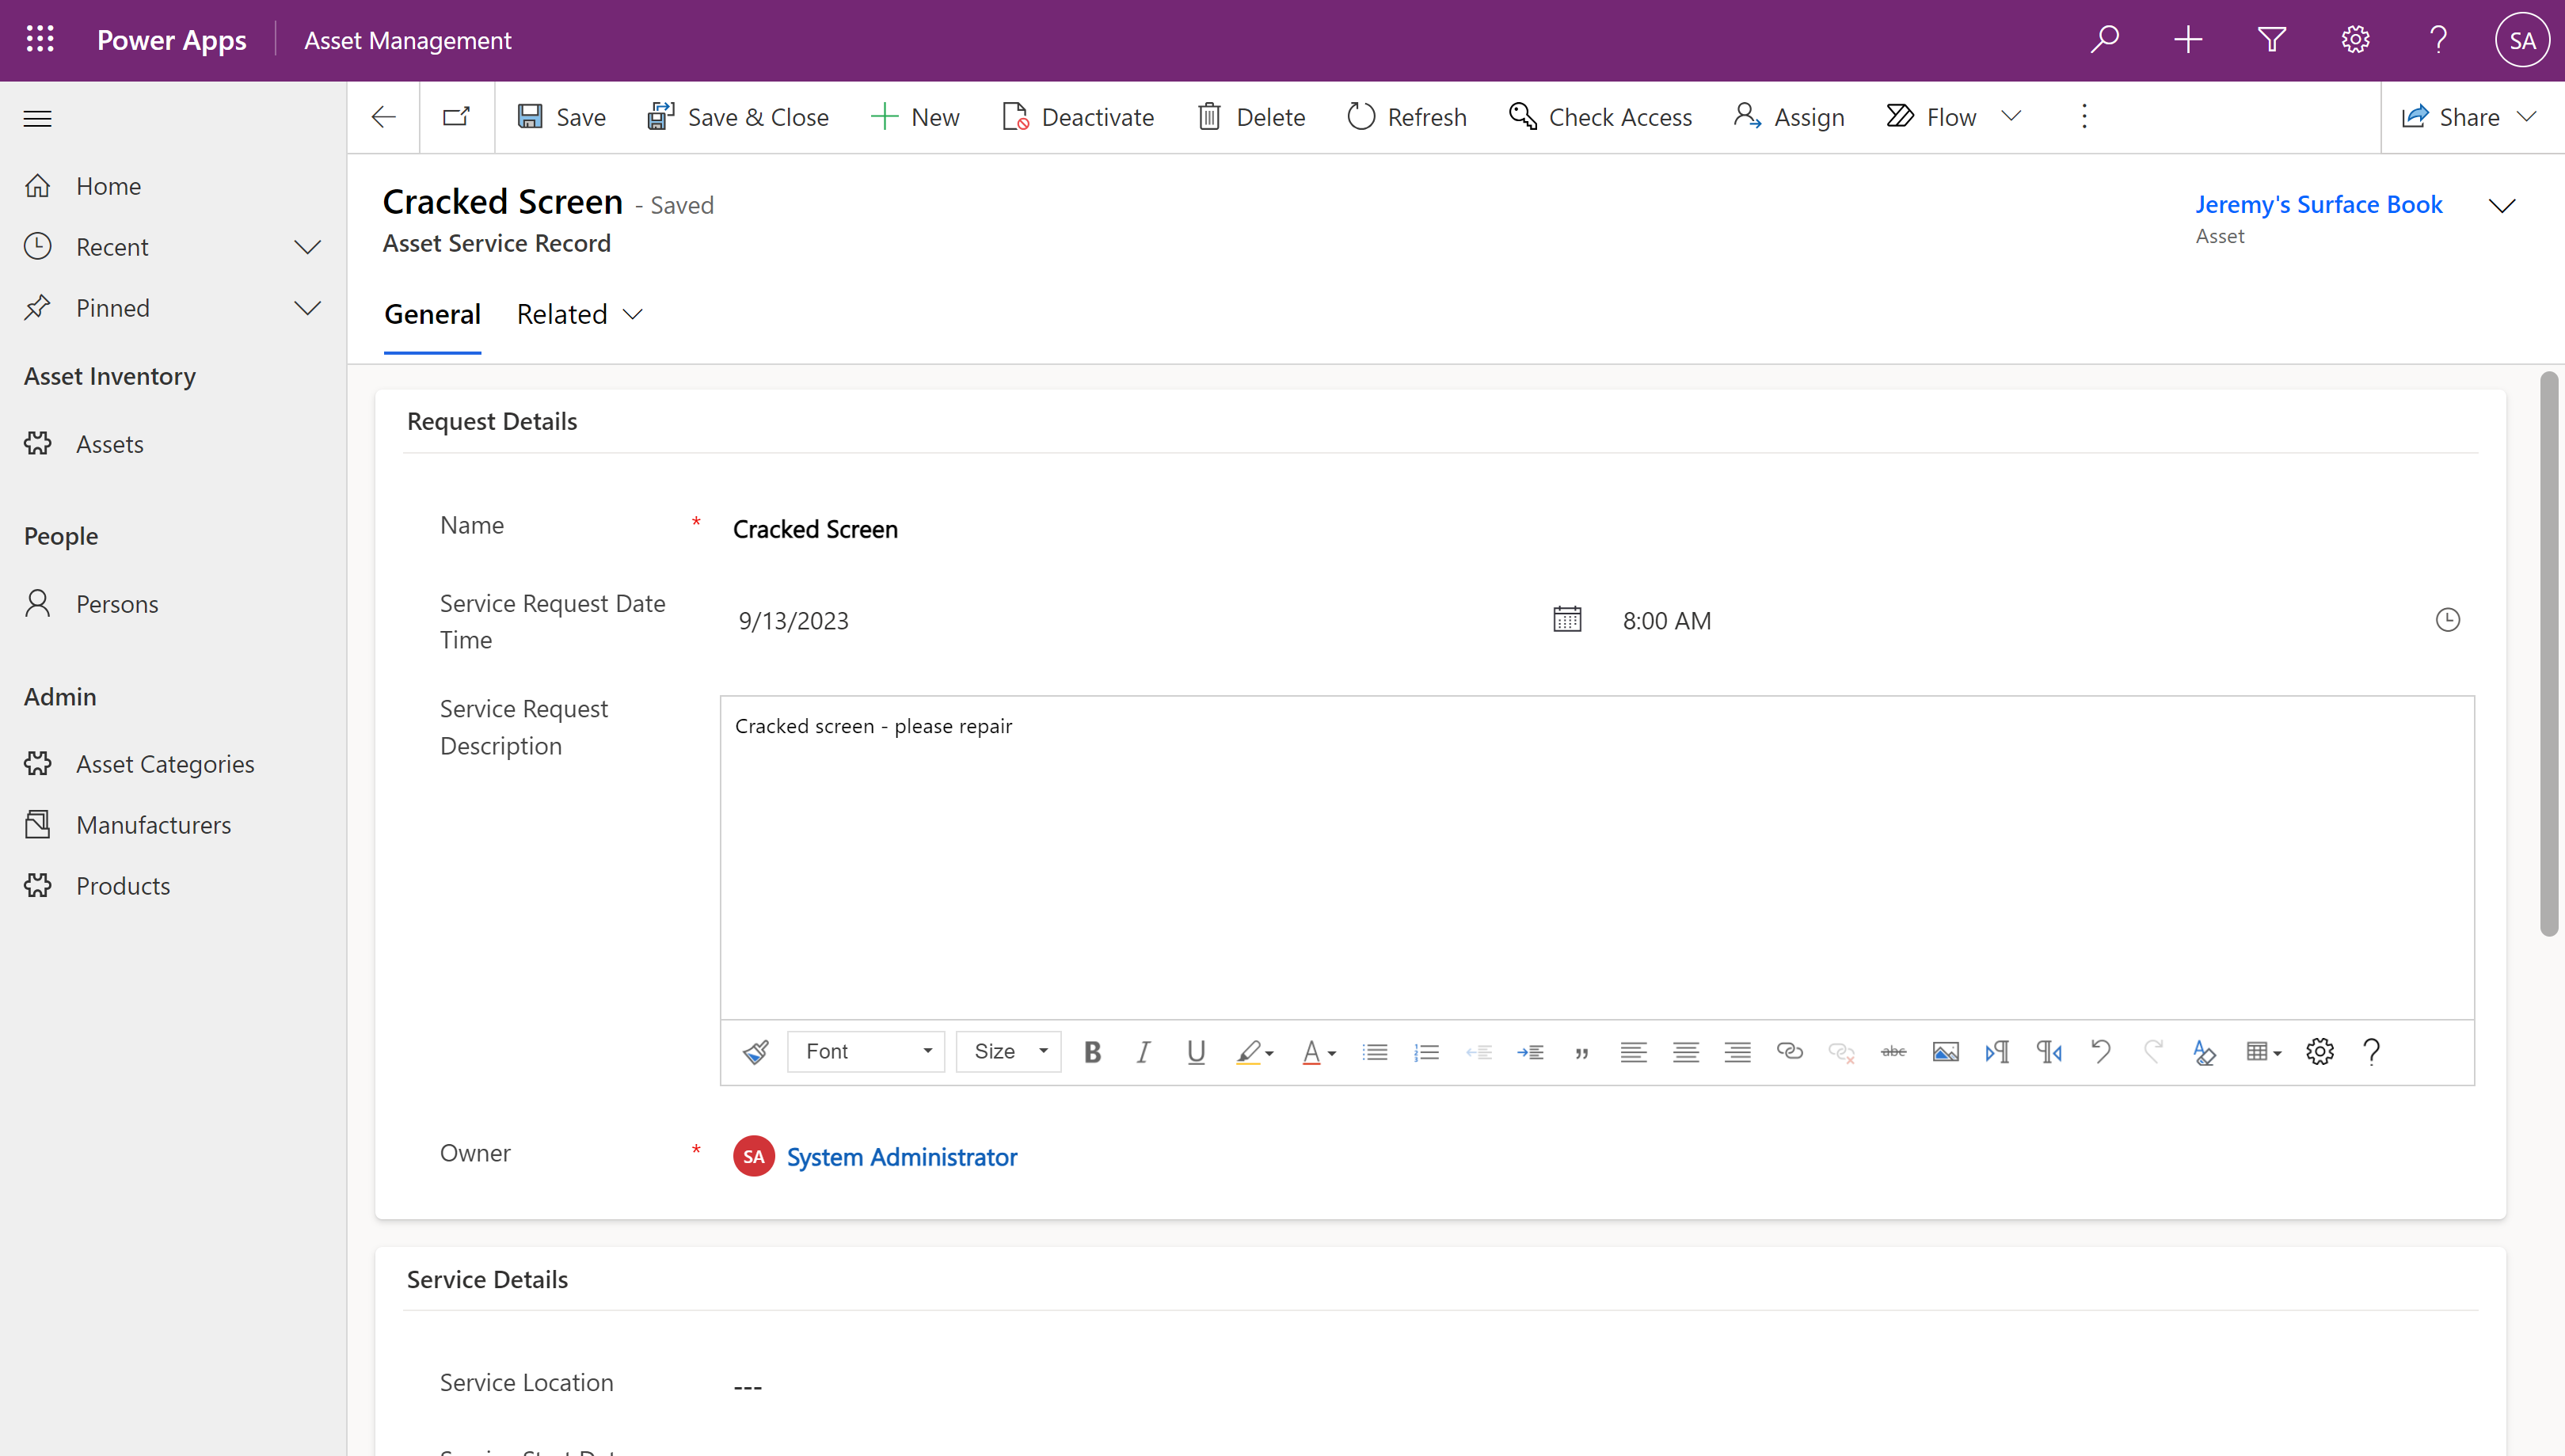 Power Apps
Asset Management
SA
Save
Save & Close
New
Deactivate
Delete
Refresh
Check Access
Assign
Flow
Share
Home
Recent
Pinned
Asset Inventory
Assets
People
Persons
Admin
Asset Categories
Manufacturers
Products
Cracked Screen - Saved
Asset Service Record
Jeremy's Surface Book
Asset
General
Related
Request Details
Name *
Cracked Screen
Service Request Date
Time
9/13/2023
8:00 AM
Service Request
Description
Cracked screen - please repair
Font
Size
B I U
A
abc
Owner *
SA
System Administrator
Service Details
Service Location
---